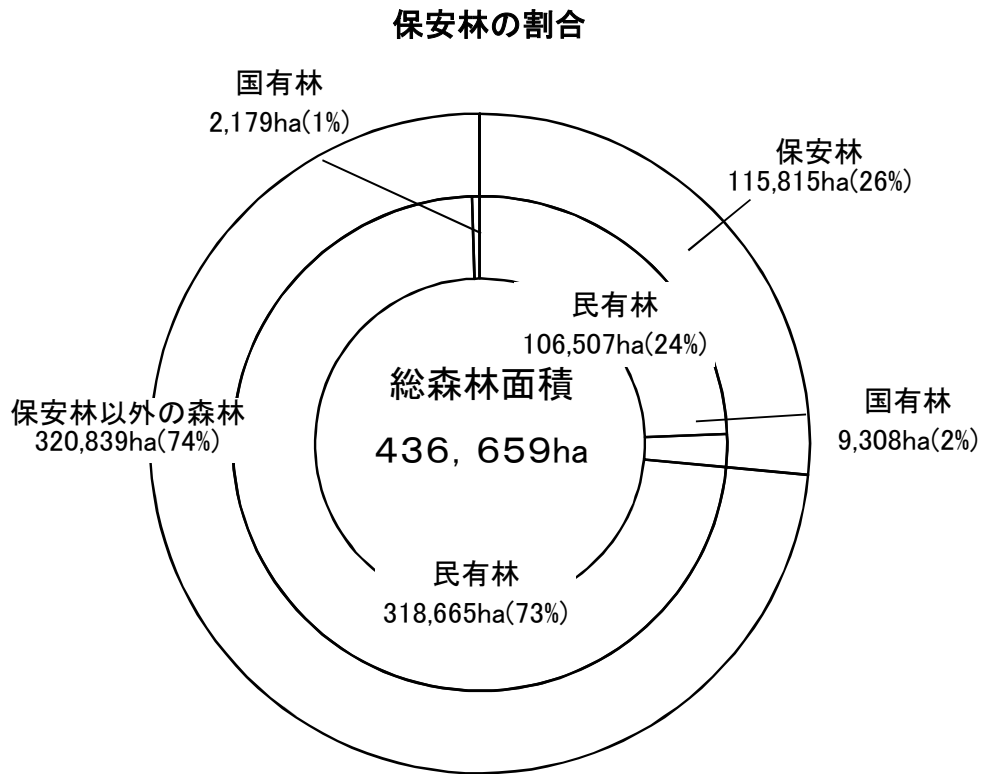 保安林の割合
国有林
2,179ha(1%)
保安林
115,815ha(26%)
民有林
106,507ha(24%)
総森林面積
436,659ha
国有林
9,308ha(2%)
保安林以外の森林
320,839ha(74%)
民有林
318,665ha(73%)